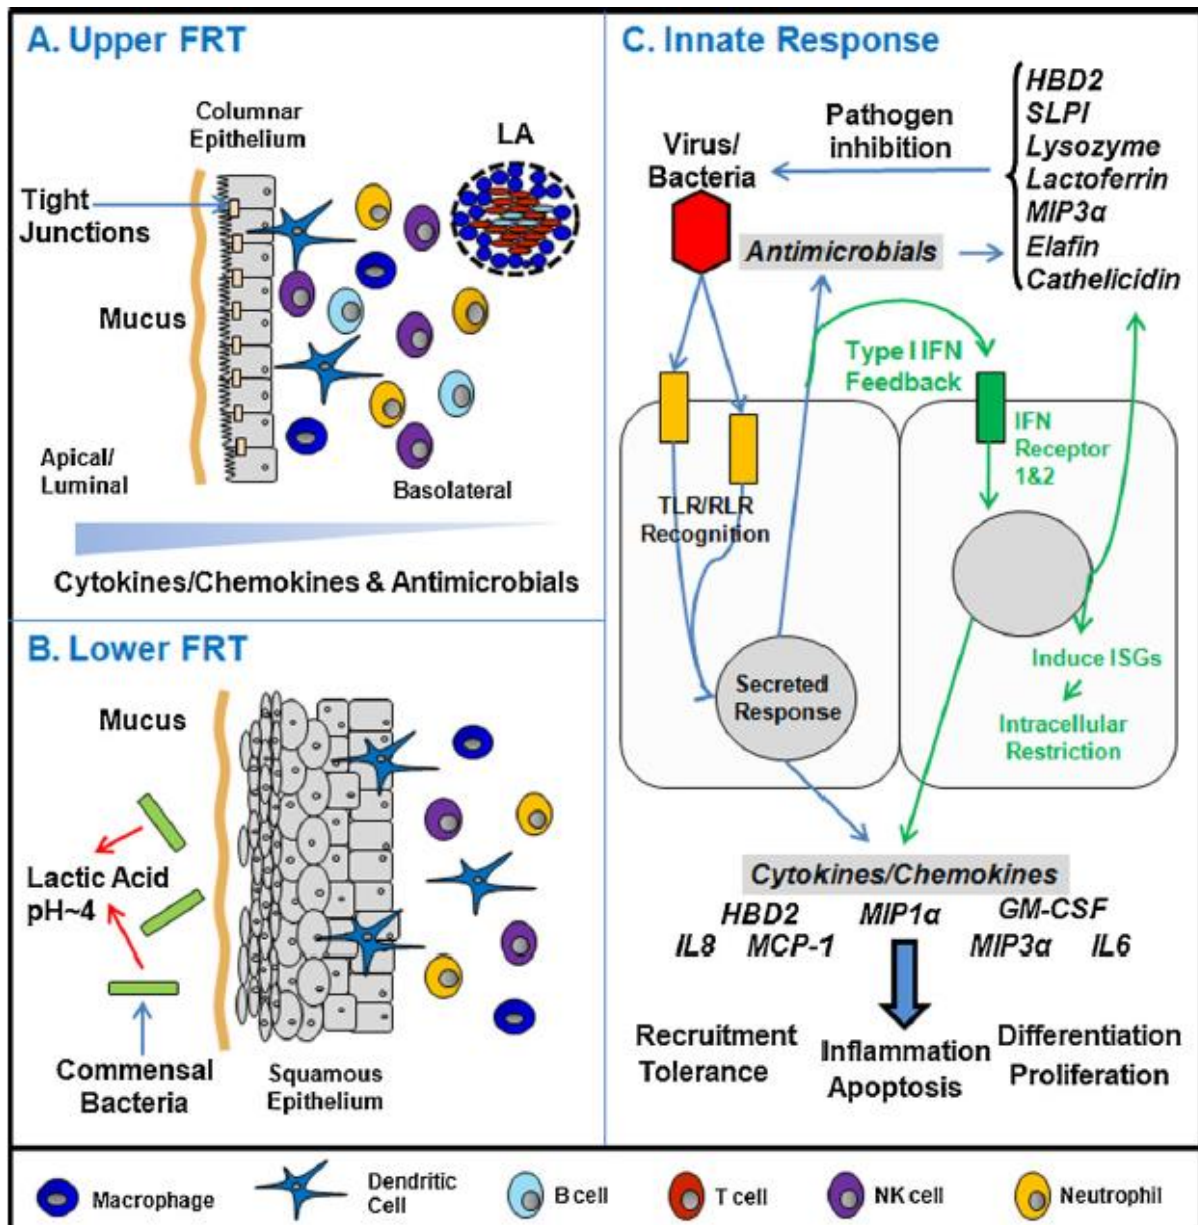 A. Upper FRT
Columnar
Epithelium
LA
Tight
Junctions
Mucus
Apical/
Luminal
Basolateral
Cytokines/Chemokines & Antimicrobials
B. Lower FRT
Mucus
Lactic Acid
pH~4
Commensal
Bacteria
Squamous
Epithelium
C. Innate Response
HBD2
SLPI
Lysozyme
Lactoferrin
MIP3α
Elafin
Cathelicidin
Pathogen
inhibition
Virus/
Bacteria
Antimicrobials
Type I IFN
Feedback
IFN
Receptor
1&2
TLR/RLR
Recognition
Secreted
Response
Induce ISGs
Intracellular
Restriction
Cytokines/Chemokines
HBD2 MIP1α GM-CSF
IL8 MCP-1 MIP3α IL6
Recruitment
Tolerance
Inflammation
Apoptosis
Differentiation
Proliferation
Macrophage
Dendritic
Cell
B cell
T cell
NK cell
Neutrophil